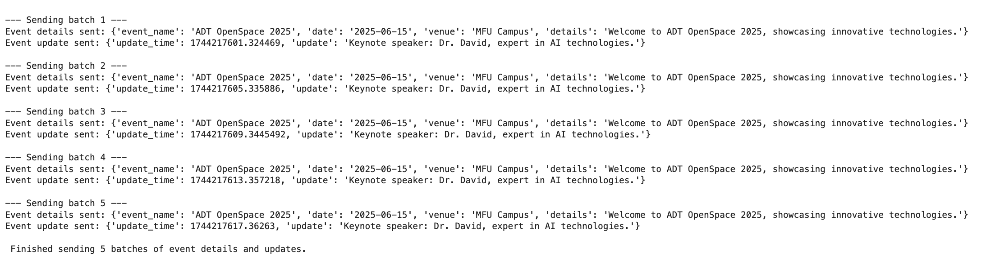 --- Sending batch 1 ---
Event details sent: {'event_name': 'ADT OpenSpace 2025', 'date': '2025-06-15', 'venue': 'MFU Campus', 'details': 'Welcome to ADT OpenSpace 2025, showcasing innovative technologies.'}
Event update sent: {'update_time': 1744217601.324469, 'update': 'Keynote speaker: Dr. David, expert in AI technologies.'}
--- Sending batch 2 ---
Event details sent: {'event_name': 'ADT OpenSpace 2025', 'date': '2025-06-15', 'venue': 'MFU Campus', 'details': 'Welcome to ADT OpenSpace 2025, showcasing innovative technologies.'}
Event update sent: {'update_time': 1744217605.335886, 'update': 'Keynote speaker: Dr. David, expert in AI technologies.'}
--- Sending batch 3 ---
Event details sent: {'event_name': 'ADT OpenSpace 2025', 'date': '2025-06-15', 'venue': 'MFU Campus', 'details': 'Welcome to ADT OpenSpace 2025, showcasing innovative technologies.'}
Event update sent: {'update_time': 1744217609.3445492, 'update': 'Keynote speaker: Dr. David, expert in AI technologies.'}
--- Sending batch 4 ---
Event details sent: {'event_name': 'ADT OpenSpace 2025', 'date': '2025-06-15', 'venue': 'MFU Campus', 'details': 'Welcome to ADT OpenSpace 2025, showcasing innovative technologies.'}
Event update sent: {'update_time': 1744217613.357218, 'update': 'Keynote speaker: Dr. David, expert in AI technologies.'}
--- Sending batch 5 ---
Event details sent: {'event_name': 'ADT OpenSpace 2025', 'date': '2025-06-15', 'venue': 'MFU Campus', 'details': 'Welcome to ADT OpenSpace 2025, showcasing innovative technologies.'}
Event update sent: {'update_time': 1744217617.36263, 'update': 'Keynote speaker: Dr. David, expert in AI technologies.'}
Finished sending 5 batches of event details and updates.